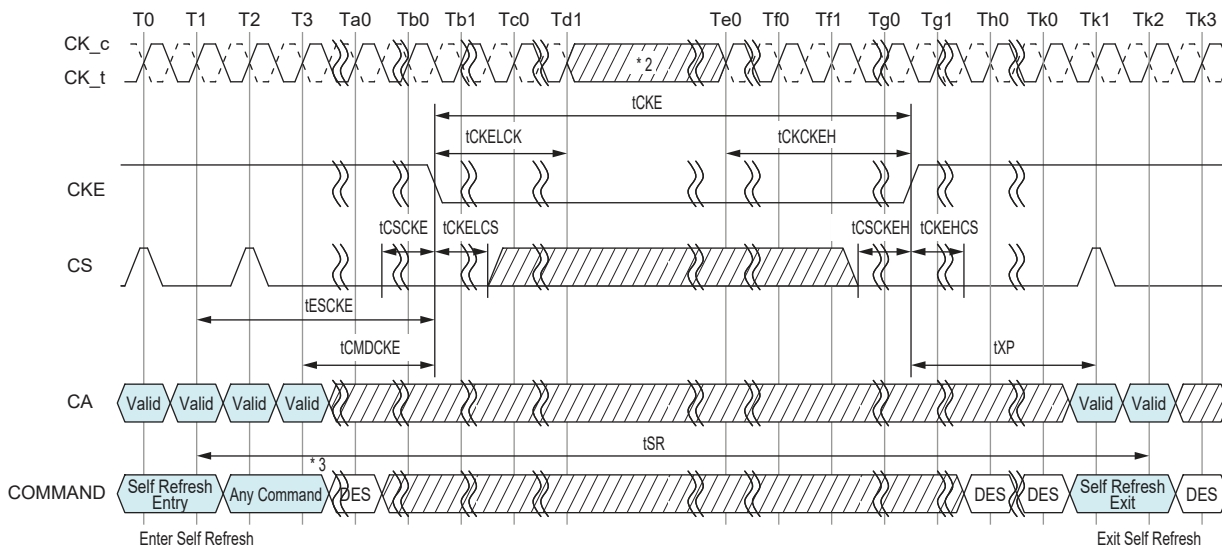 T0 T1 T2 T3 Ta0 Tb0 Tb1 Tc0 Td1 Te0 Tf0 Tf1 Tg0 Tg1 Th0 Tk0 Tk1 Tk2 Tk3
CK_c
CK_t
* 2
tCKE
tCKELCK tCKCKEH
CKE
tCSCKE tCKELCS tCSCKEH tCKEHCS
CS
tESCKE
tCMDCKE tXP
CA Valid Valid Valid Valid Valid Valid
tSR
* 3
COMMAND Self Refresh Entry Any Command DES DES DES Self Refresh Exit DES
Enter Self Refresh Exit Self Refresh